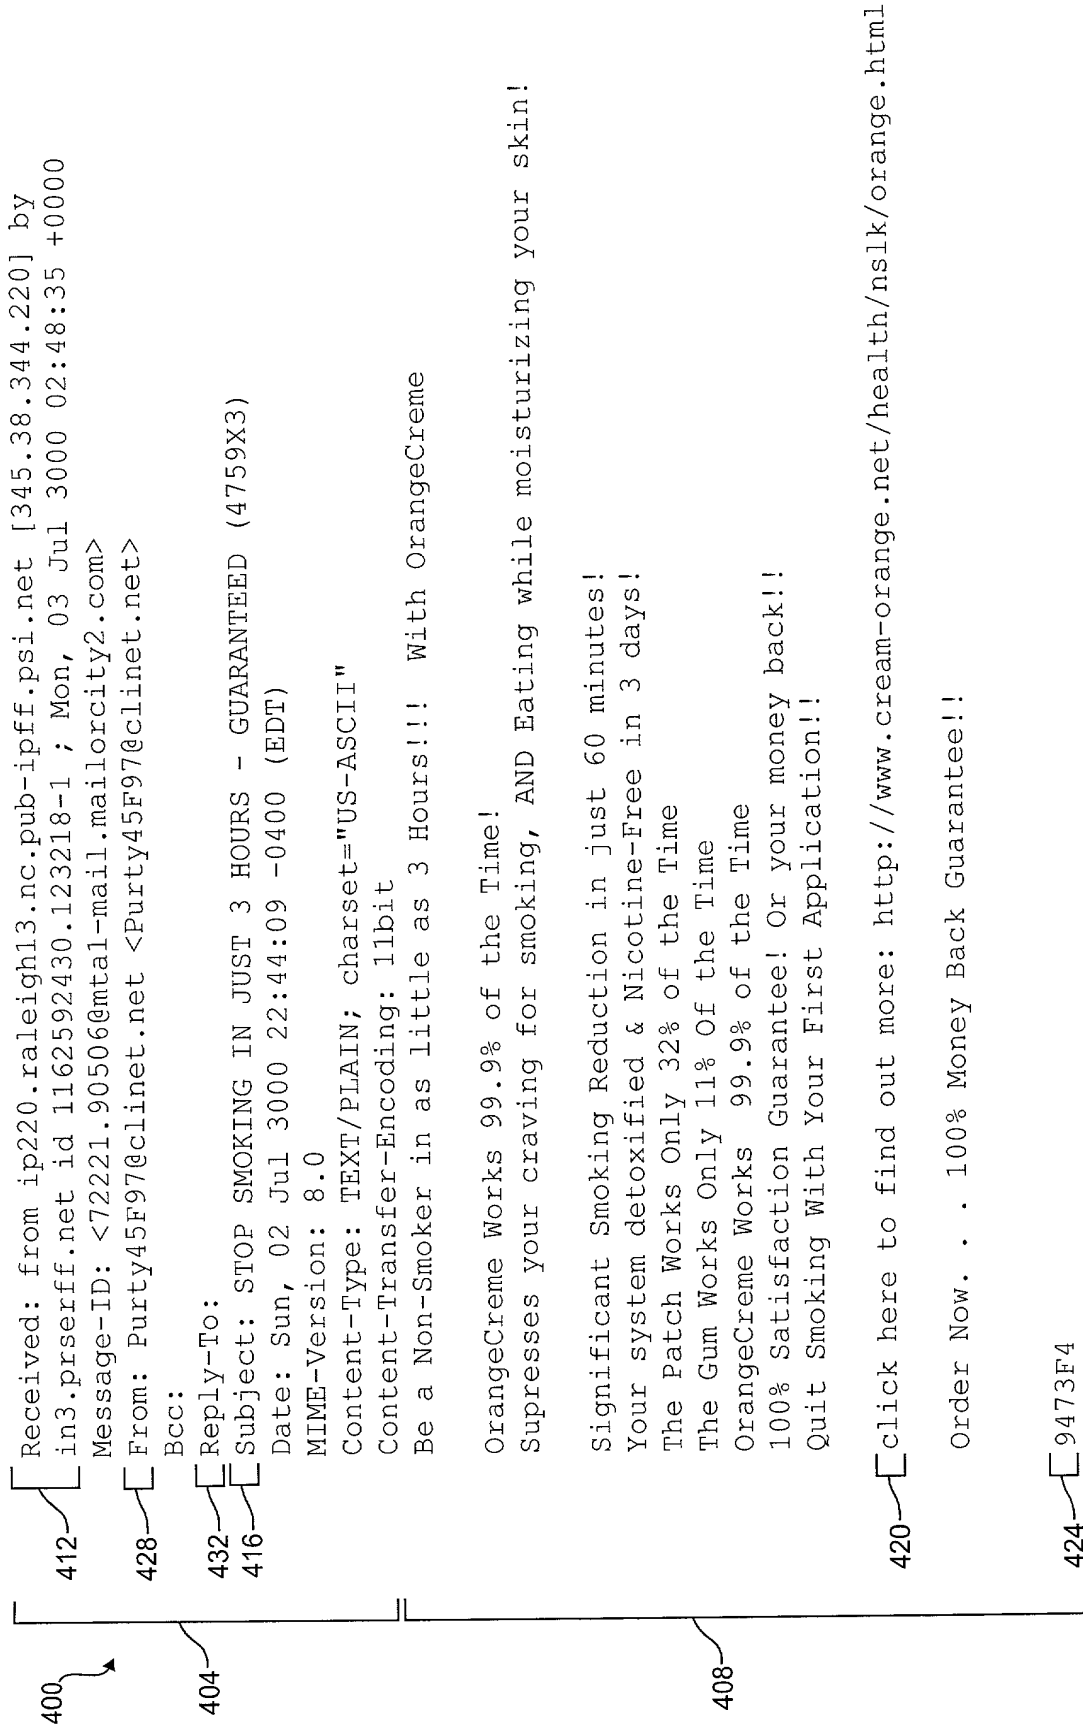 400
404
412
Received: from ip220.raleigh13.nc.pub-ipff.psi.net [345.38.344.220] by
in3.prserff.net id 1162592430.123218-1 ; Mon, 03 Jul 3000 02:48:35 +0000
Message-ID: <72221.90506@mtal-mail.mailorcity2.com>
428
From: Purty45F97@clinet.net <Purty45F97@clinet.net>
Bcc:
432
Reply-To:
416
Subject: STOP SMOKING IN JUST 3 HOURS - GUARANTEED (4759X3)
Date: Sun, 02 Jul 3000 22:44:09 -0400 (EDT)
MIME-Version: 8.0
Content-Type: TEXT/PLAIN; charset="US-ASCII"
Content-Transfer-Encoding: 11bit
408
Be a Non-Smoker in as little as 3 Hours!!! With OrangeCreme
OrangeCreme Works 99.9% of the Time!
Supresses your craving for smoking, AND Eating while moisturizing your skin!
Significant Smoking Reduction in just 60 minutes!
Your system detoxified & Nicotine-Free in 3 days!
The Patch Works Only 32% of the Time
The Gum Works Only 11% Of the Time
OrangeCreme Works 99.9% of the Time
100% Satisfaction Guarantee! Or your money back!!
Quit Smoking With Your First Application!!
420
click here to find out more: http://www.cream-orange.net/health/nslk/orange.html
Order Now. . . 100% Money Back Guarantee!!
424
9473F4